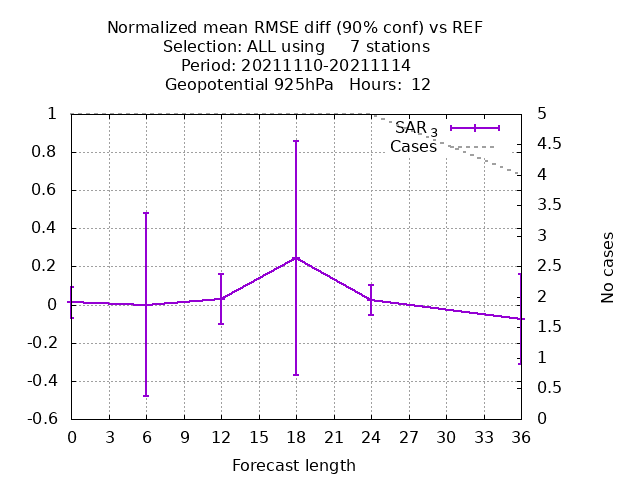 Normalized mean RMSE diff (90% conf) vs REF
Selection: ALL using     7 stations
Period: 20211110-20211114
Geopotential 925hPa   Hours:  12
SAR 3
Cases
1
0.8
0.6
0.4
0.2
0
-0.2
-0.4
-0.6
5
4.5
4
3.5
3
2.5
2
1.5
1
0.5
0
No cases
0 3 6 9 12 15 18 21 24 27 30 33 36
Forecast length